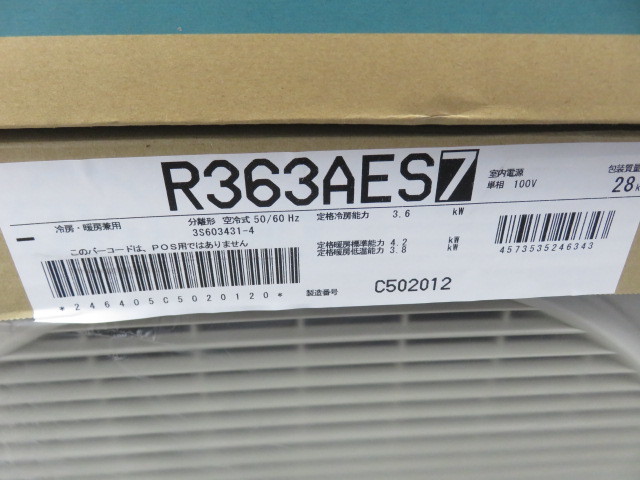 R363AES7
室内電源
単相 100V
包装質量
28k
冷房・暖房兼用
分離形 空冷式 50/60 Hz
3S603431-4
定格冷房能力 3.6 kW
定格暖房標準能力 4.2 kW
定格暖房低温能力 3.8 kW
このバーコードは、POS用ではありません
*246405C5020120*
製造番号 C502012
4573535246343